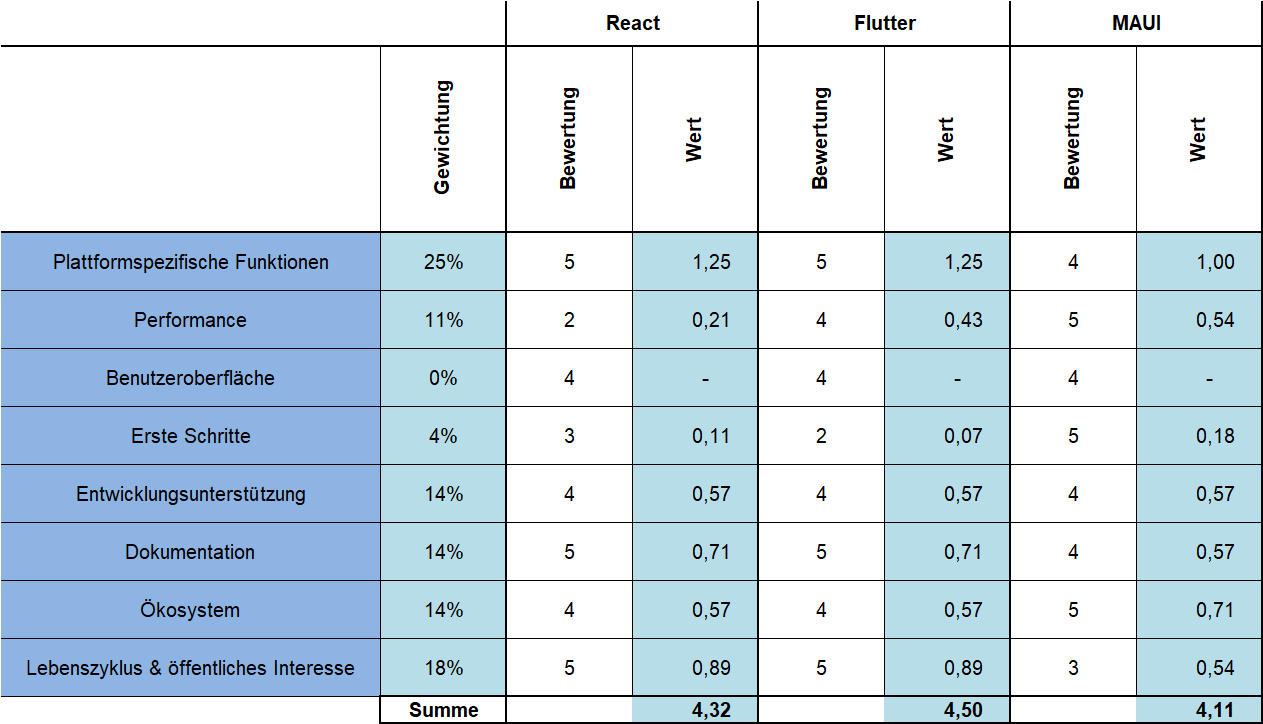 React Flutter MAUI
Gewichtung Bewertung Wert Bewertung Wert Bewertung Wert
Plattformspezifische Funktionen 25% 5 1,25 5 1,25 4 1,00
Performance 11% 2 0,21 4 0,43 5 0,54
Benutzeroberfläche 0% 4 - 4 - 4 -
Erste Schritte 4% 3 0,11 2 0,07 5 0,18
Entwicklungsunterstützung 14% 4 0,57 4 0,57 4 0,57
Dokumentation 14% 5 0,71 5 0,71 4 0,57
Ökosystem 14% 4 0,57 4 0,57 5 0,71
Lebenszyklus & öffentliches Interesse 18% 5 0,89 5 0,89 3 0,54
Summe 4,32 4,50 4,11